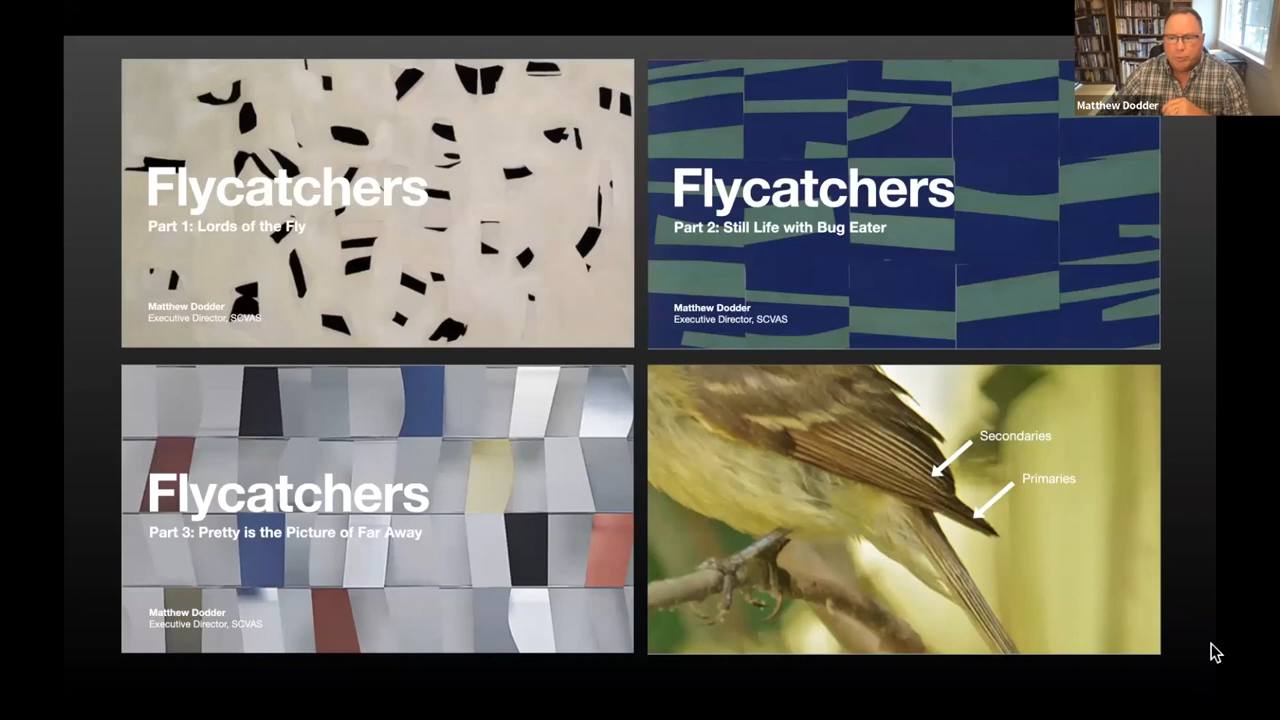 Matthew Dodder
Flycatchers
Part 1: Lords of the Fly
Matthew Dodder
Executive Director, SCVAS
Flycatchers
Part 2: Still Life with Bug Eater
Matthew Dodder
Executive Director, SCVAS
Flycatchers
Part 3: Pretty is the Picture of Far Away
Matthew Dodder
Executive Director, SCVAS
Secondaries
Primaries